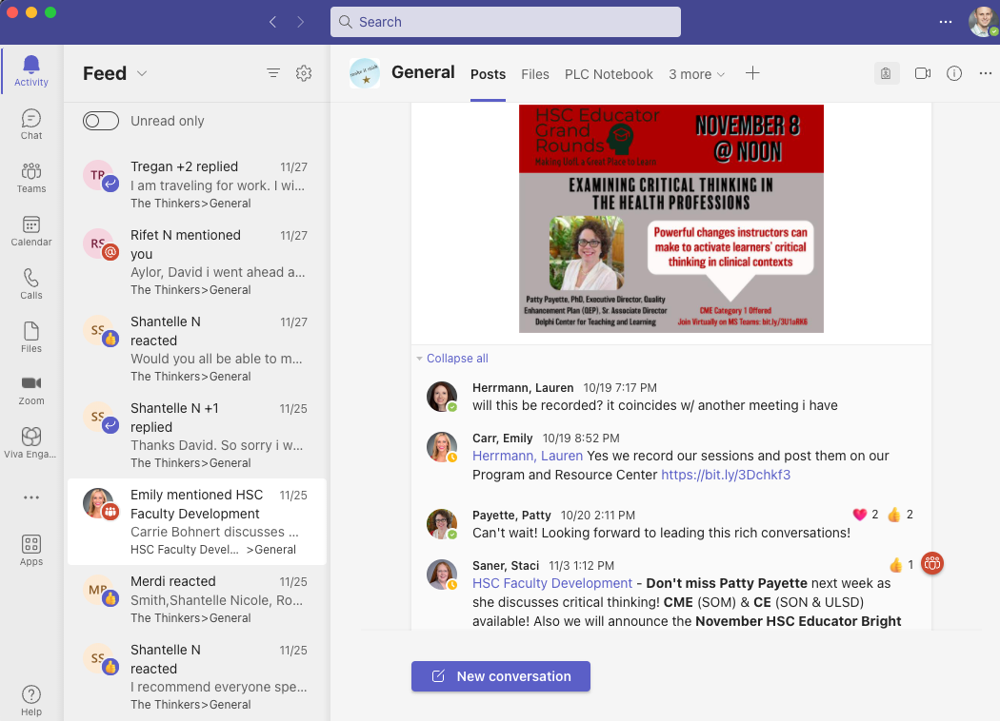 Search
Activity
Chat
Teams
Calendar
Calls
Files
Zoom
Viva Enga...
Apps
Help
Feed
Unread only
TR
Tregan +2 replied 11/27
I am traveling for work. I wi...
The Thinkers>General
RS
@
Rifet N mentioned 11/27
you
Aylor, David i went ahead a...
The Thinkers>General
SS
Shantelle N 11/27
reacted
Would you all be able to m...
The Thinkers>General
SS
Shantelle N +1 11/25
replied
Thanks David. So sorry i w...
The Thinkers>General
Emily mentioned HSC 11/25
Faculty Development
Carrie Bohnert discusses ...
HSC Faculty Devel... >General
MR
Merdi reacted 11/25
Smith,Shantelle Nicole, Ro...
The Thinkers>General
SS
Shantelle N 11/25
reacted
I recommend everyone spe...
The Thinkers>General
make it stick
General Posts Files PLC Notebook 3 more
HSC Educator
Grand
Rounds
Making UofL a Great Place to Learn
NOVEMBER 8
@ NOON
EXAMINING CRITICAL THINKING IN
THE HEALTH PROFESSIONS
Powerful changes instructors can
make to activate learners' critical
thinking in clinical contexts
Patty Payette, PhD, Executive Director, Quality
Enhancement Plan (QEP), Sr. Associate Director
Delphi Center for Teaching and Learning
CME Category 1 Offered
Join Virtually on MS Teams: bit.ly/3U1aRK6
Collapse all
Herrmann, Lauren 10/19 7:17 PM
will this be recorded? it coincides w/ another meeting i have
Carr, Emily 10/19 8:52 PM
Herrmann, Lauren Yes we record our sessions and post them on our
Program and Resource Center https://bit.ly/3Dchkf3
Payette, Patty 10/20 2:11 PM ❤️ 2 👍 2
Can't wait! Looking forward to leading this rich conversations!
Saner, Staci 11/3 1:12 PM 👍 1
HSC Faculty Development - Don't miss Patty Payette next week as
she discusses critical thinking! CME (SOM) & CE (SON & ULSD)
available! Also we will announce the November HSC Educator Bright
New conversation